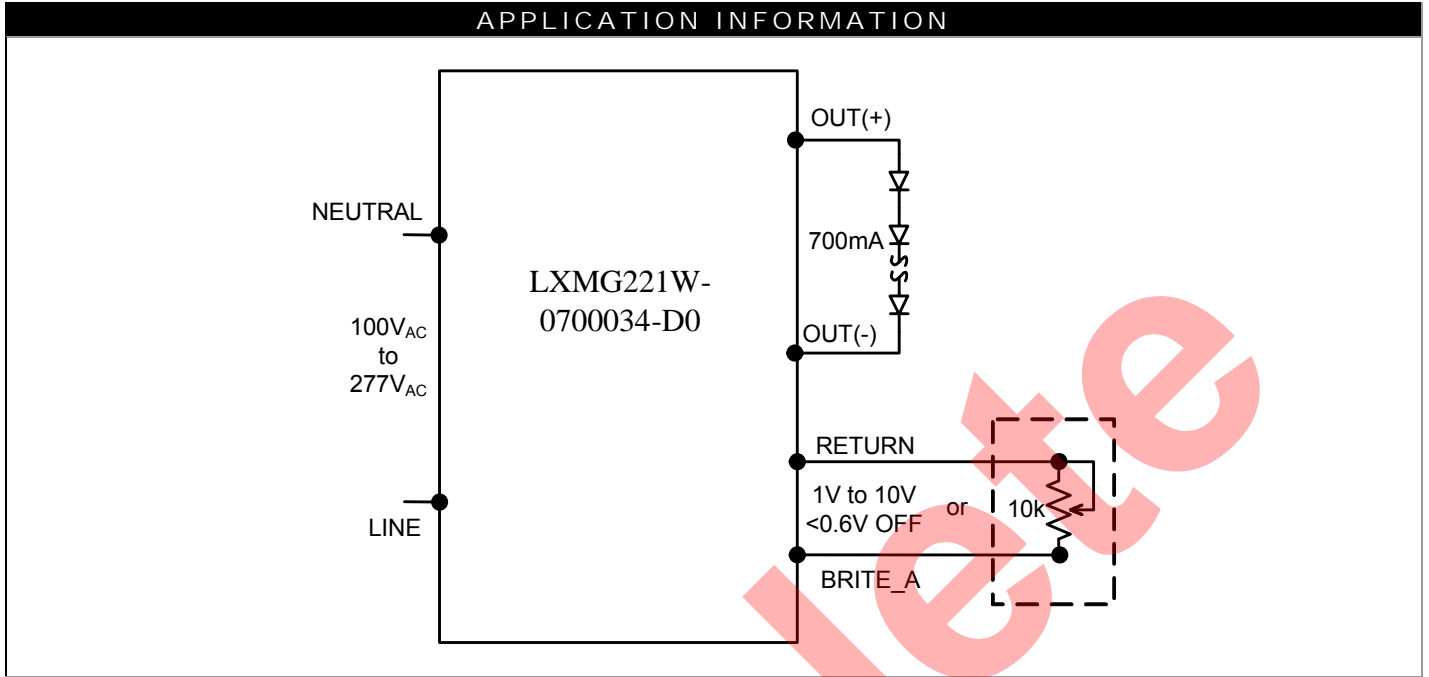 APPLICATION INFORMATION
OUT(+)
NEUTRAL
700mA
LXMG221W-
0700034-D0
100VAC
to
277VAC
OUT(-)
RETURN
1V to 10V
<0.6V OFF
or
10k
LINE
BRITE_A
lete